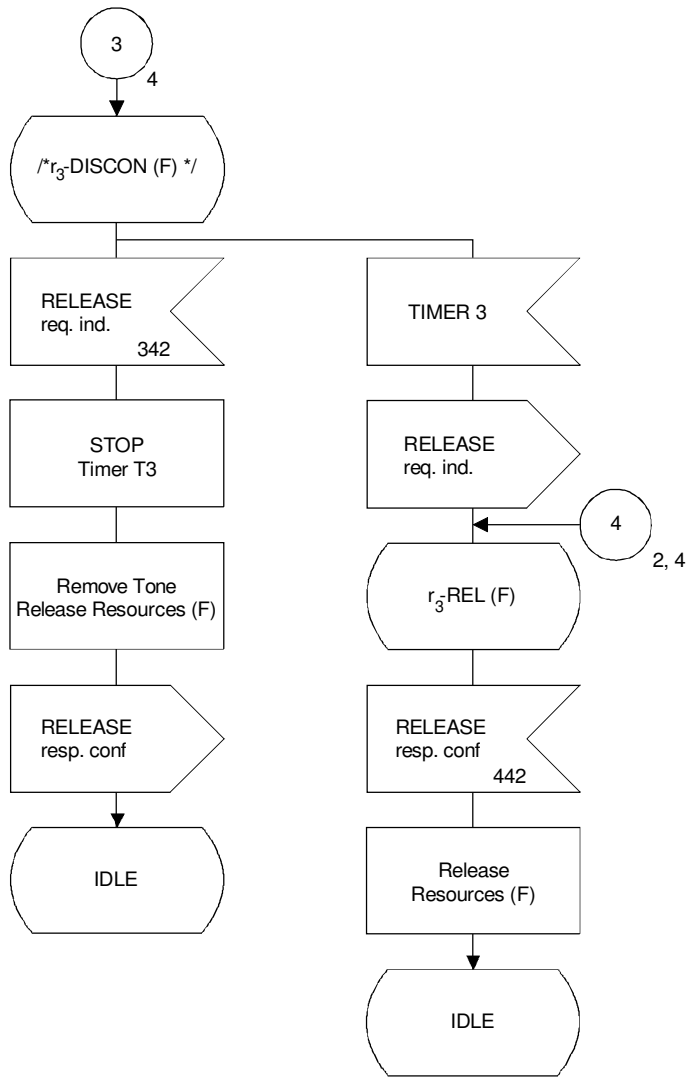 3
4
/*r3-DISCON (F) */
RELEASE
req. ind.
342
STOP
Timer T3
Remove Tone
Release Resources (F)
RELEASE
resp. conf
IDLE
TIMER 3
RELEASE
req. ind.
4
2, 4
r3-REL (F)
RELEASE
resp. conf
442
Release
Resources (F)
IDLE